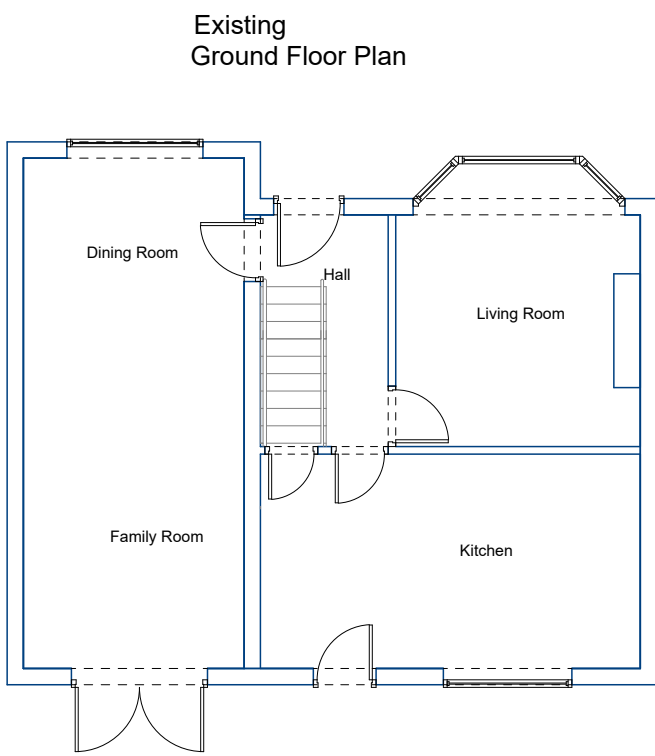 Existing
Ground Floor Plan
Dining Room
Hall
Living Room
Family Room
Kitchen